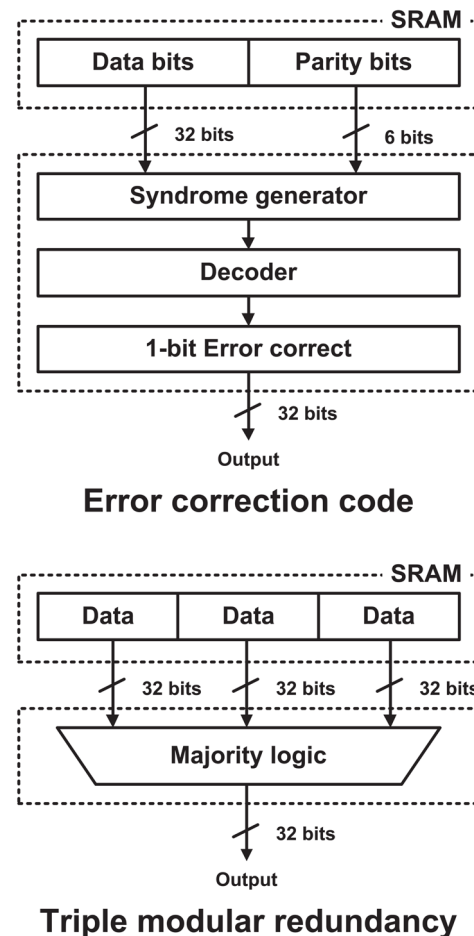 SRAM
Data bits Parity bits
32 bits 6 bits
Syndrome generator
Decoder
1-bit Error correct
32 bits
Output
Error correction code
SRAM
Data Data Data
32 bits 32 bits 32 bits
Majority logic
32 bits
Output
Triple modular redundancy